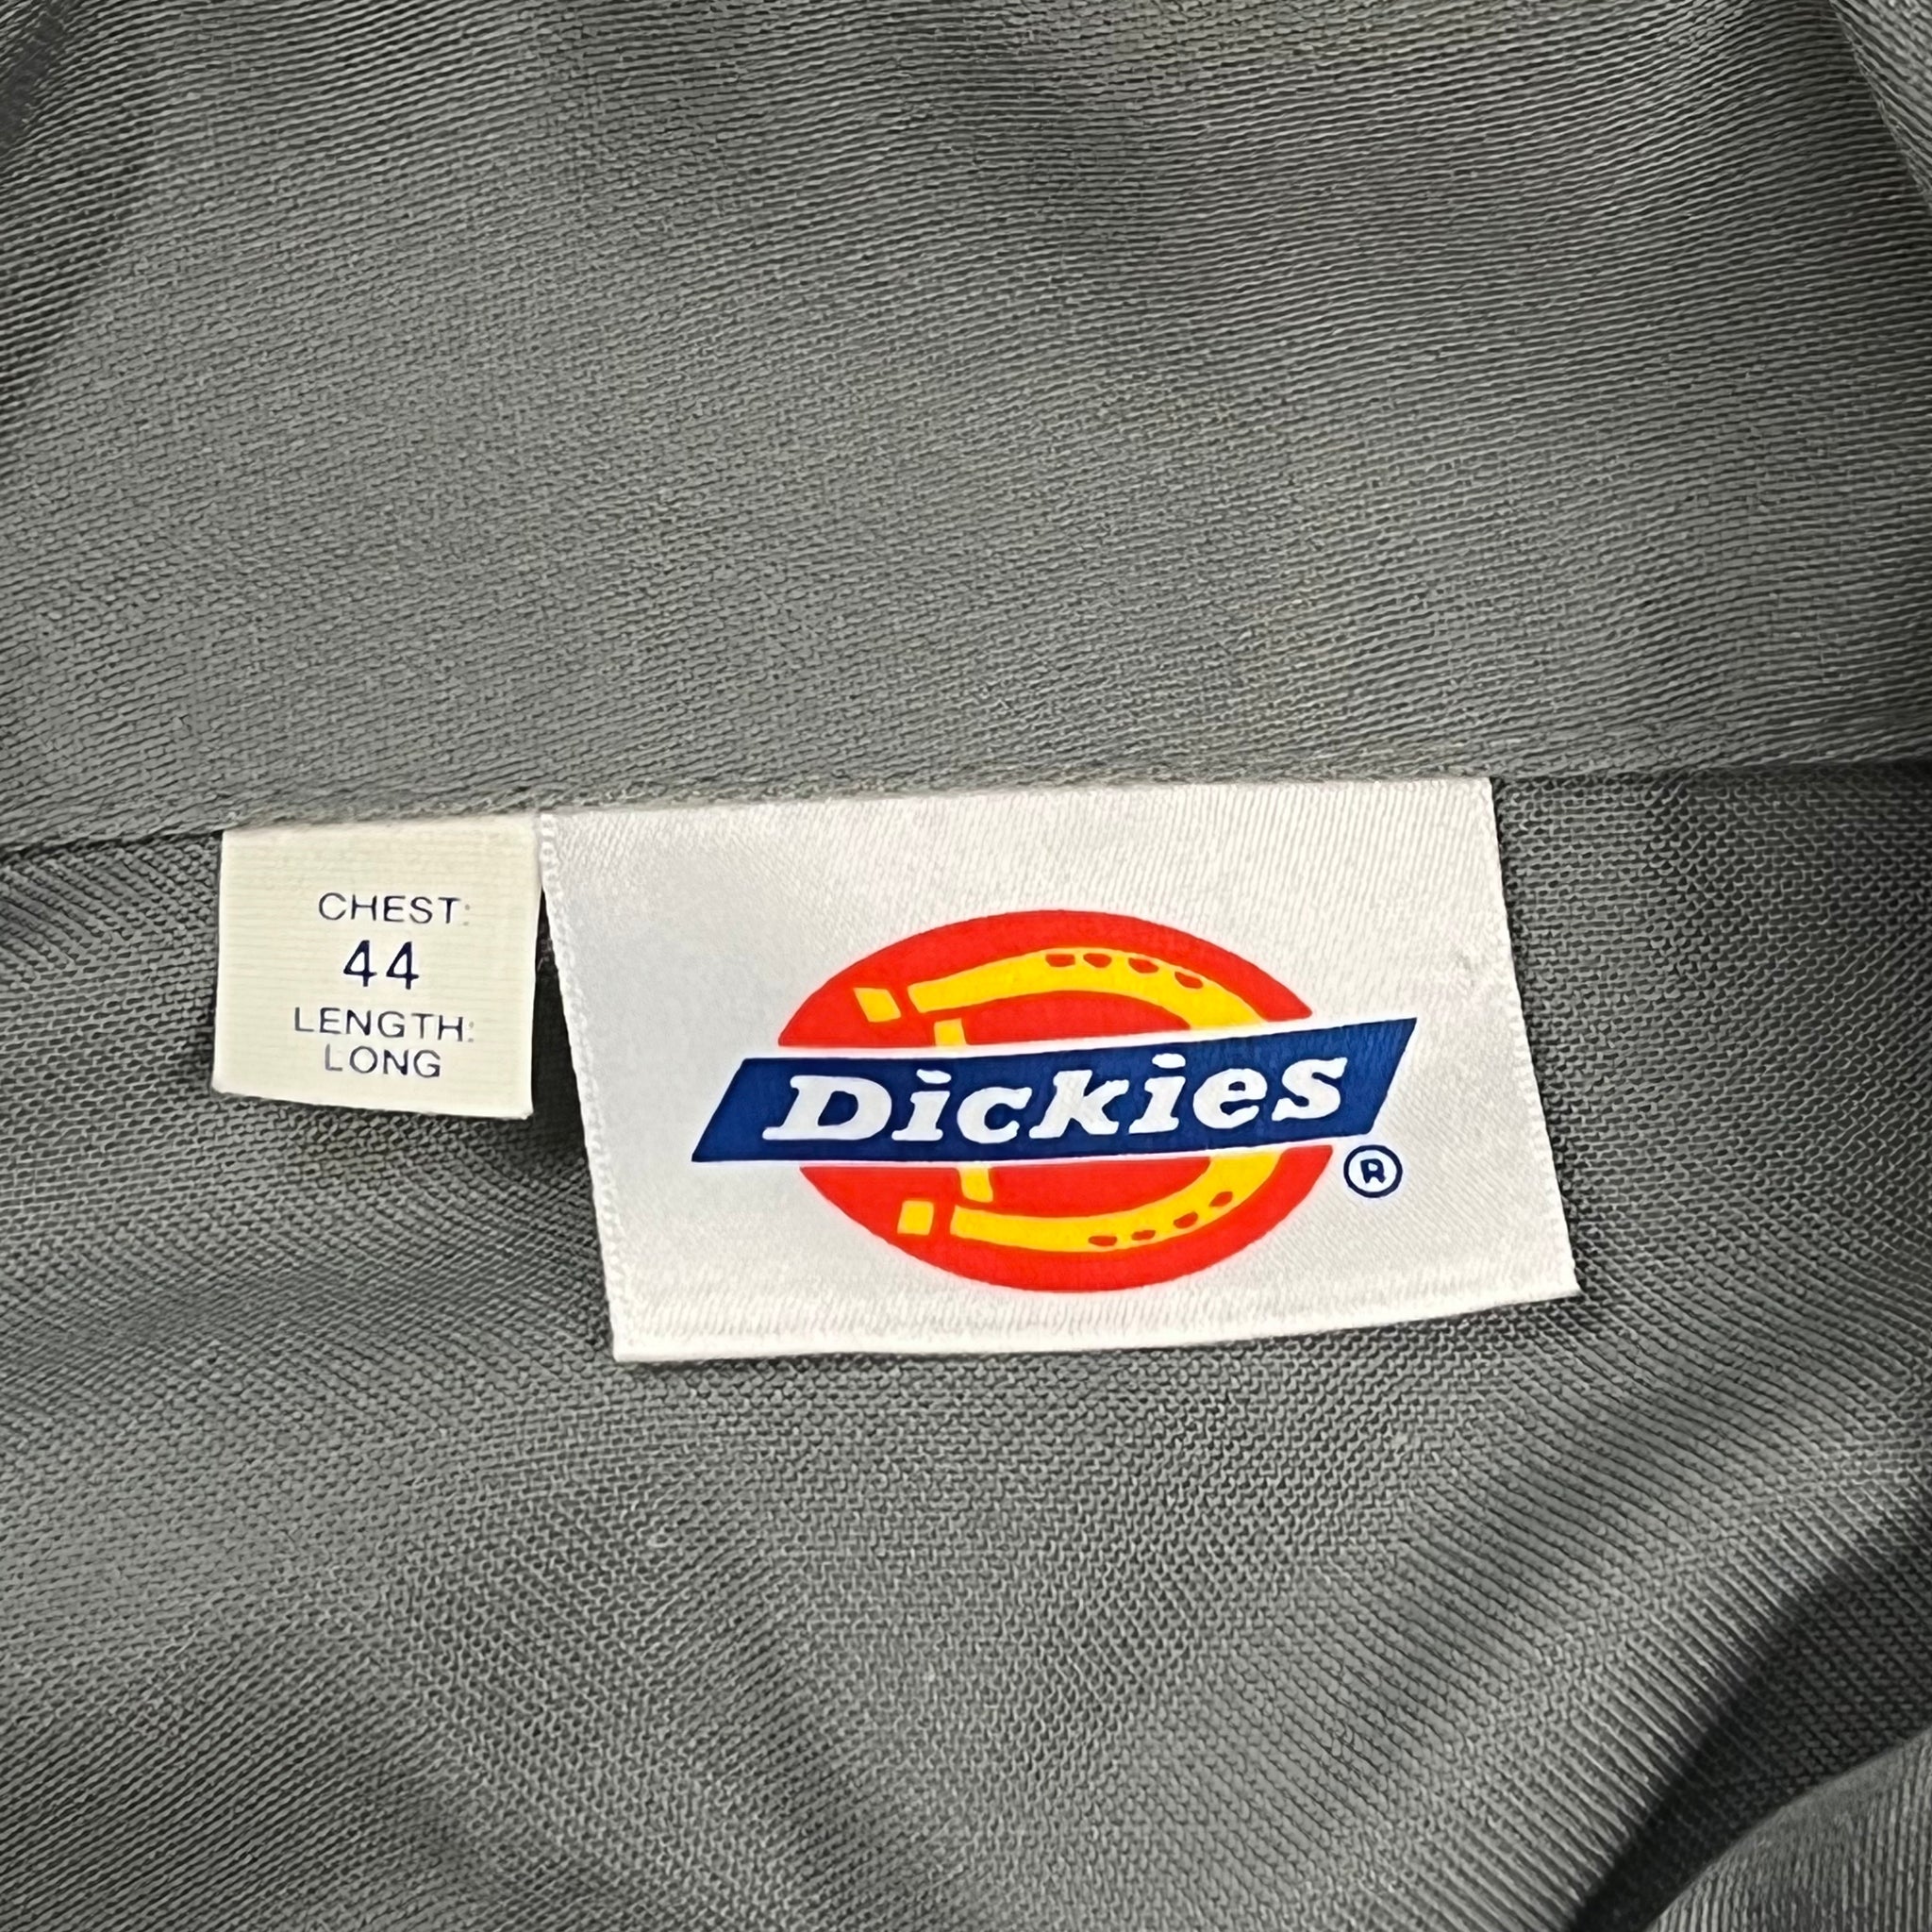 CHEST:
44
LENGTH:
LONG
Dickies
®